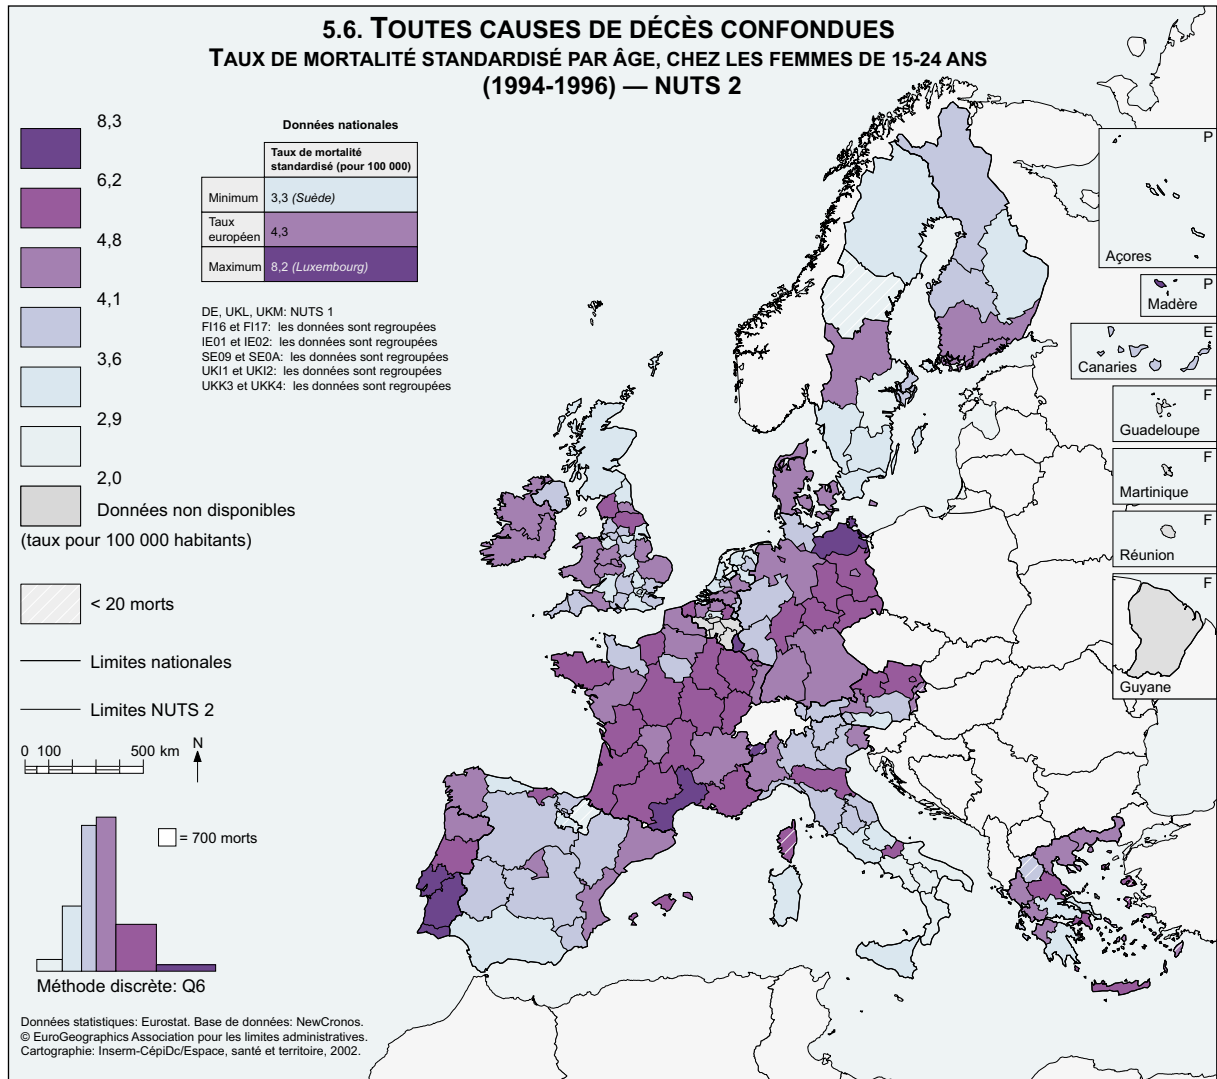 5.6. TOUTES CAUSES DE DÉCÈS CONFONDUES
TAUX DE MORTALITÉ STANDARDISÉ PAR ÂGE, CHEZ LES FEMMES DE 15-24 ANS
(1994-1996) — NUTS 2
8,3
6,2
4,8
4,1
3,6
2,9
2,0
Données non disponibles
(taux pour 100 000 habitants)
< 20 morts
Limites nationales
Limites NUTS 2
0 100 500 km
N
= 700 morts
Méthode discrète: Q6
Données statistiques: Eurostat. Base de données: NewCronos.
© EuroGeographics Association pour les limites administratives.
Cartographie: Inserm-CépiDc/Espace, santé et territoire, 2002.
Données nationales
Taux de mortalité
standardisé (pour 100 000)
Minimum 3,3 (Suède)
Taux
européen 4,3
Maximum 8,2 (Luxembourg)
DE, UKL, UKM: NUTS 1
FI16 et FI17: les données sont regroupées
IE01 et IE02: les données sont regroupées
SE09 et SE0A: les données sont regroupées
UKI1 et UKI2: les données sont regroupées
UKK3 et UKK4: les données sont regroupées
P
Açores
P
Madère
E
Canaries
F
Guadeloupe
F
Martinique
F
Réunion
F
Guyane